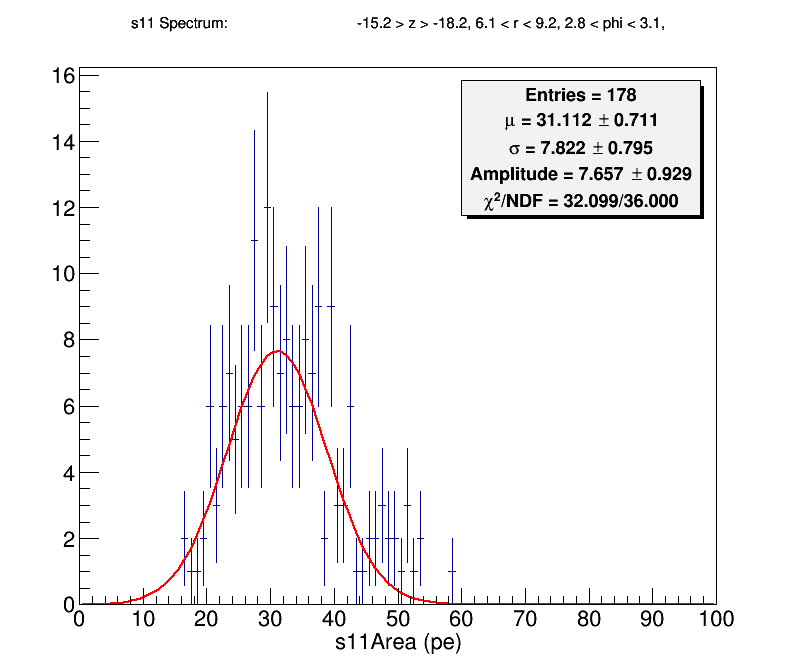 s11 Spectrum: -15.2 > z > -18.2, 6.1 < r < 9.2, 2.8 < phi < 3.1,
Entries = 178
μ = 31.112 ± 0.711
σ = 7.822 ± 0.795
Amplitude = 7.657 ± 0.929
χ²/NDF = 32.099/36.000
16
14
12
10
8
6
4
2
0
0 10 20 30 40 50 60 70 80 90 100
s11Area (pe)